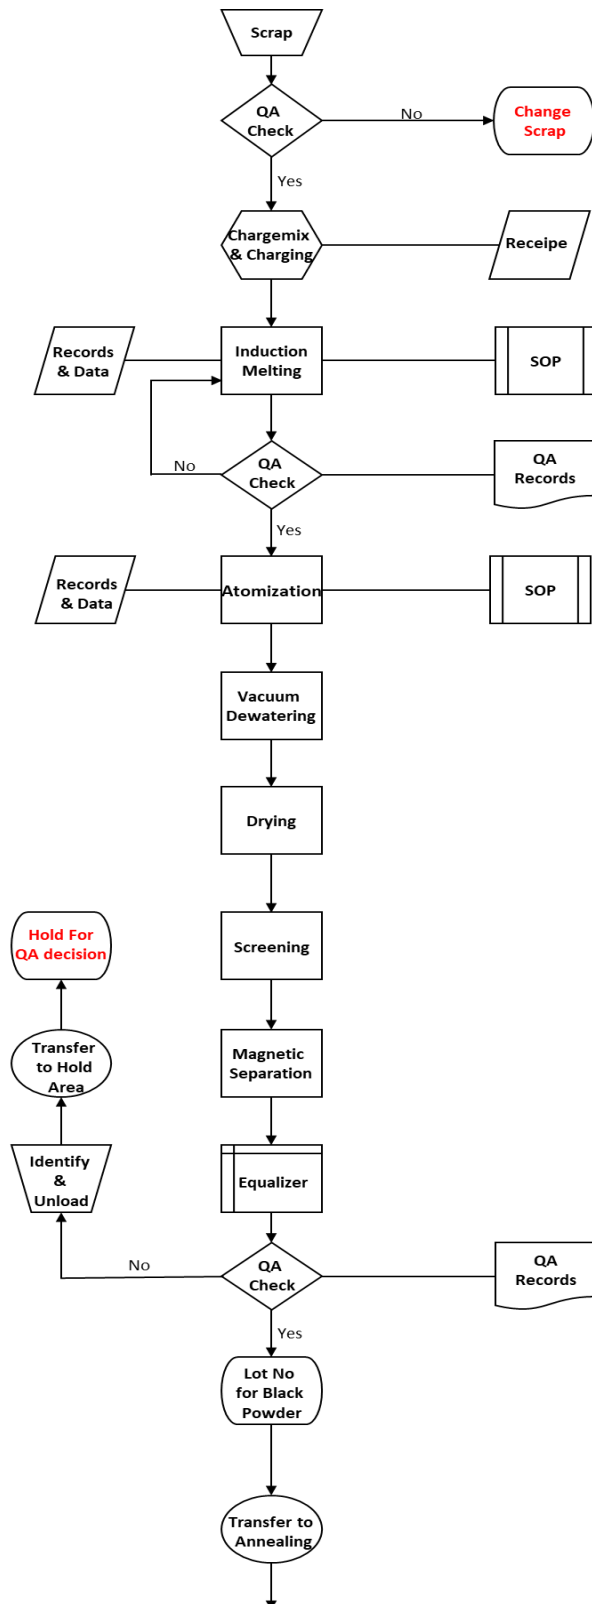 Scrap
QA
Check
No
Change
Scrap
Yes
Chargemix
& Charging
Receipe
Records
& Data
Induction
Melting
SOP
No
QA
Check
QA
Records
Yes
Records
& Data
Atomization
SOP
Vacuum
Dewatering
Drying
Hold For
QA decision
Screening
Transfer
to Hold
Area
Magnetic
Separation
Identify
&
Unload
Equalizer
No
QA
Check
QA
Records
Yes
Lot No
for Black
Powder
Transfer to
Annealing